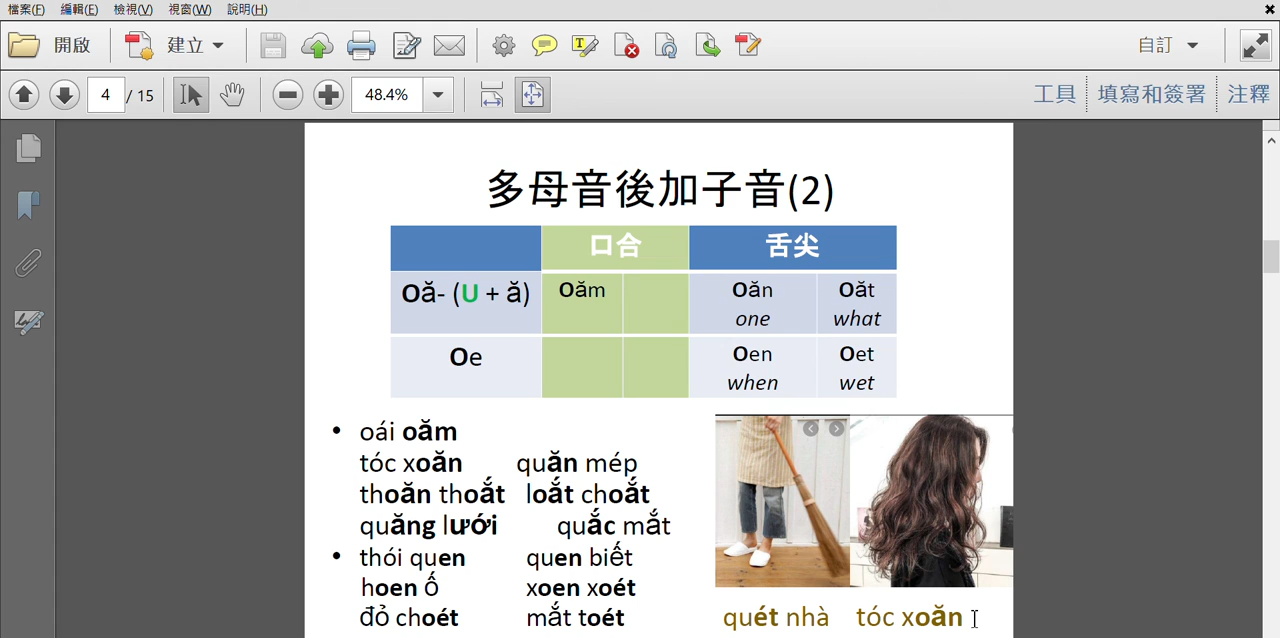 檔案(F) 編輯(E) 檢視(V) 視窗(W) 說明(H)
開啟 建立 自訂
4 / 15 48.4% 工具 填寫和簽署 注釋
多母音後加子音(2)
口合 舌尖
Oă- (U + ă) Oăm Oăn Oăt
one what
Oe Oen Oet
when wet
• oái oăm
tóc xoăn quăn mép
thoăn thoắt loắt choắt
quăng lưới quắc mắt
• thói quen quen biết
hoen ố xoen xoét
đỏ choét mắt toét
quét nhà tóc xoăn